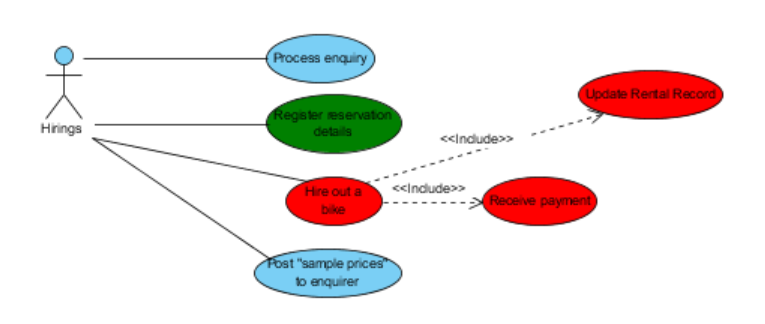 Process enquiry
Update Rental Record
Register reservation
details
Hirings
<<Include>>
<<Include>>
Hire out a
bike
Receive payment
Post "sample prices"
to enquirer